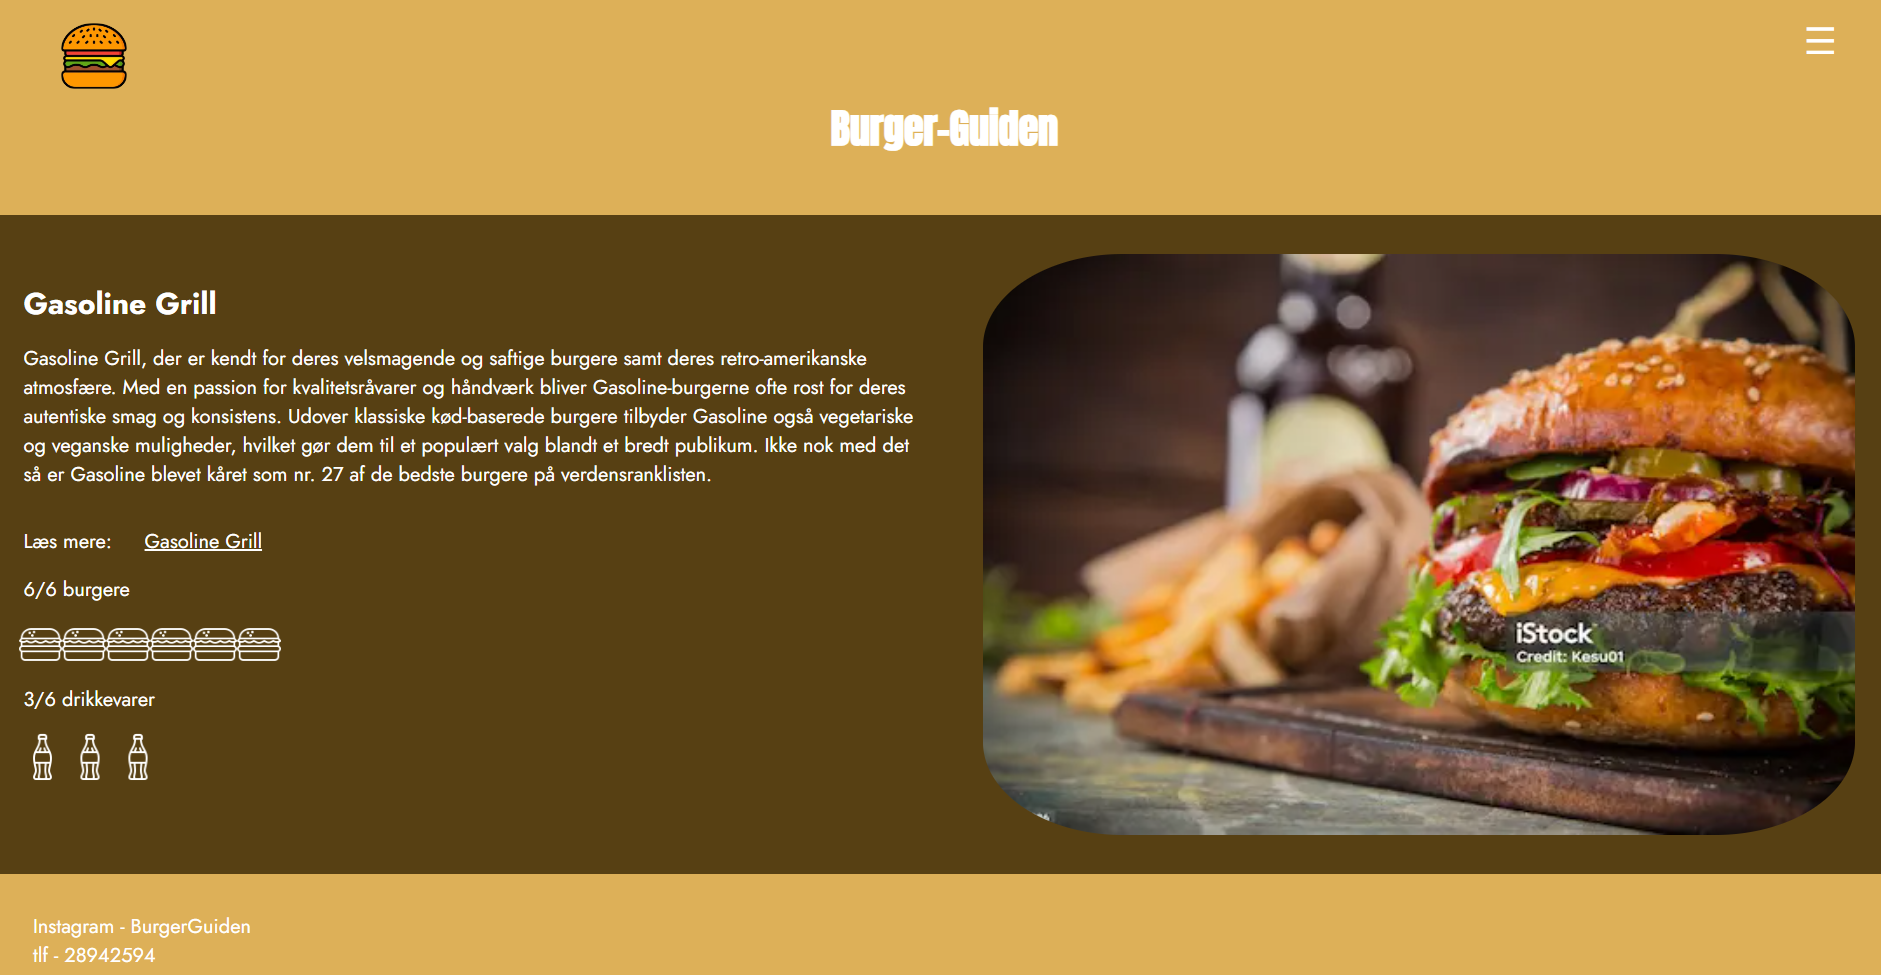 Burger-Guiden
Gasoline Grill
Gasoline Grill, der er kendt for deres velsmagende og saftige burgere samt deres retro-amerikanske
atmosfære. Med en passion for kvalitetsråvarer og håndværk bliver Gasoline-burgerne ofte rost for deres
autentiske smag og konsistens. Udover klassiske kød-baserede burgere tilbyder Gasoline også vegetariske
og veganske muligheder, hvilket gør dem til et populært valg blandt et bredt publikum. Ikke nok med det
så er Gasoline blevet kåret som nr. 27 af de bedste burgere på verdensranklisten.
Læs mere: Gasoline Grill
6/6 burgere
3/6 drikkevarer
iStock
Credit: Kesu01
Instagram - BurgerGuiden
tlf - 28942594